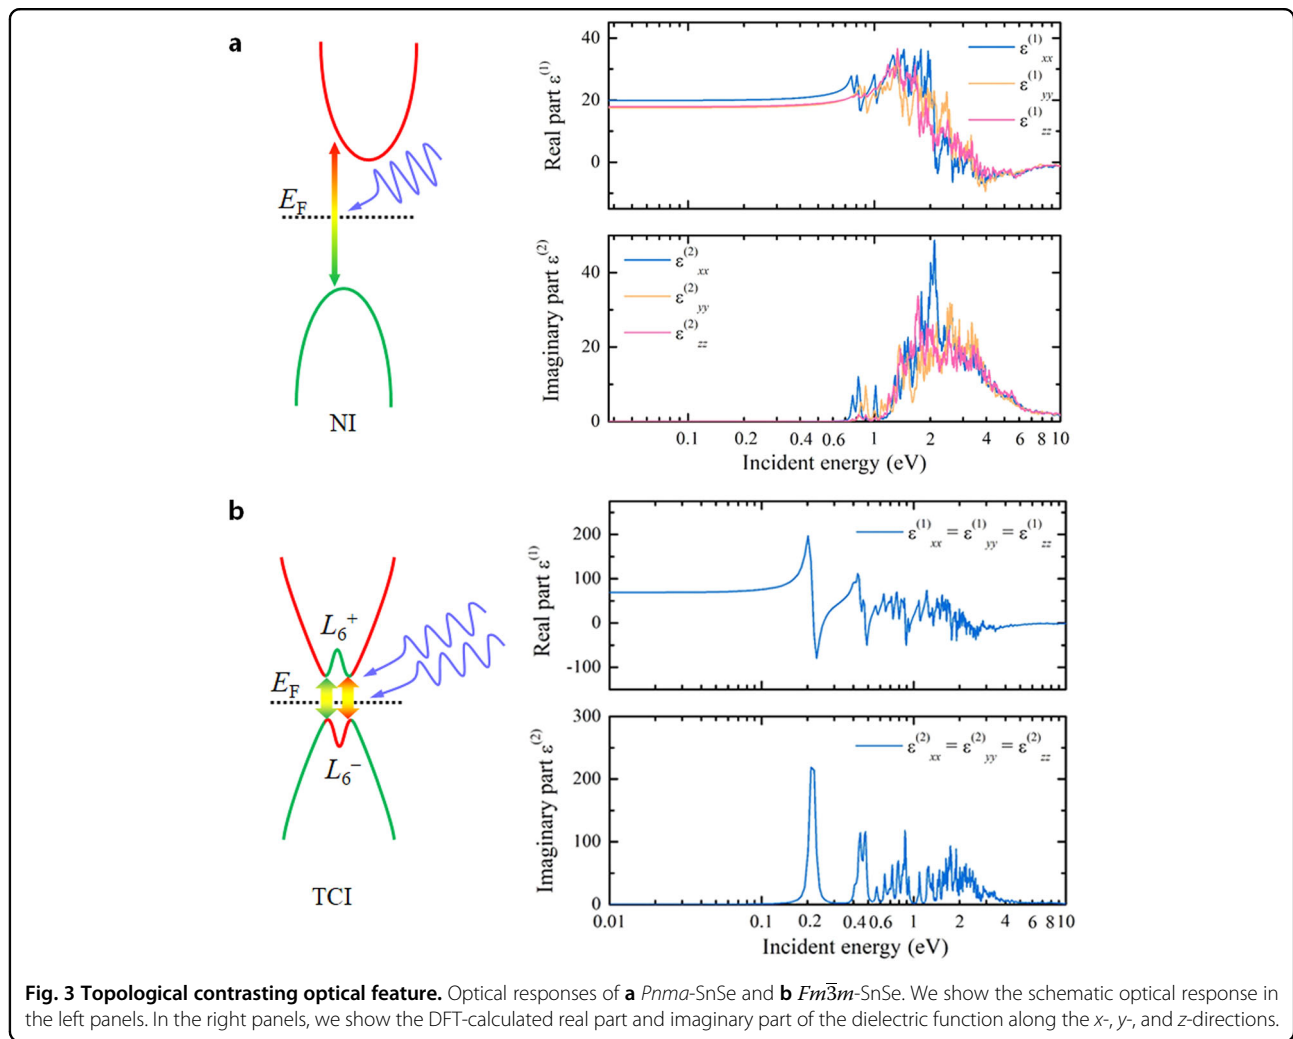 a
E_F
NI
Real part ε^(1)
40
20
0
ε^(1)_xx
ε^(1)_yy
ε^(1)_zz
Imaginary part ε^(2)
40
20
0
ε^(2)_xx
ε^(2)_yy
ε^(2)_zz
0.1 0.2 0.4 0.6 1 2 4 6 8 10
Incident energy (eV)
b
L_6^+
E_F
L_6^−
TCI
Real part ε^(1)
200
100
0
-100
ε^(1)_xx = ε^(1)_yy = ε^(1)_zz
Imaginary part ε^(2)
300
200
100
0
ε^(2)_xx = ε^(2)_yy = ε^(2)_zz
0.01 0.1 0.2 0.4 0.6 1 2 4 6 8 10
Incident energy (eV)
Fig. 3 Topological contrasting optical feature. Optical responses of a Pnma-SnSe and b Fm3̅m-SnSe. We show the schematic optical response in
the left panels. In the right panels, we show the DFT-calculated real part and imaginary part of the dielectric function along the x-, y-, and z-directions.